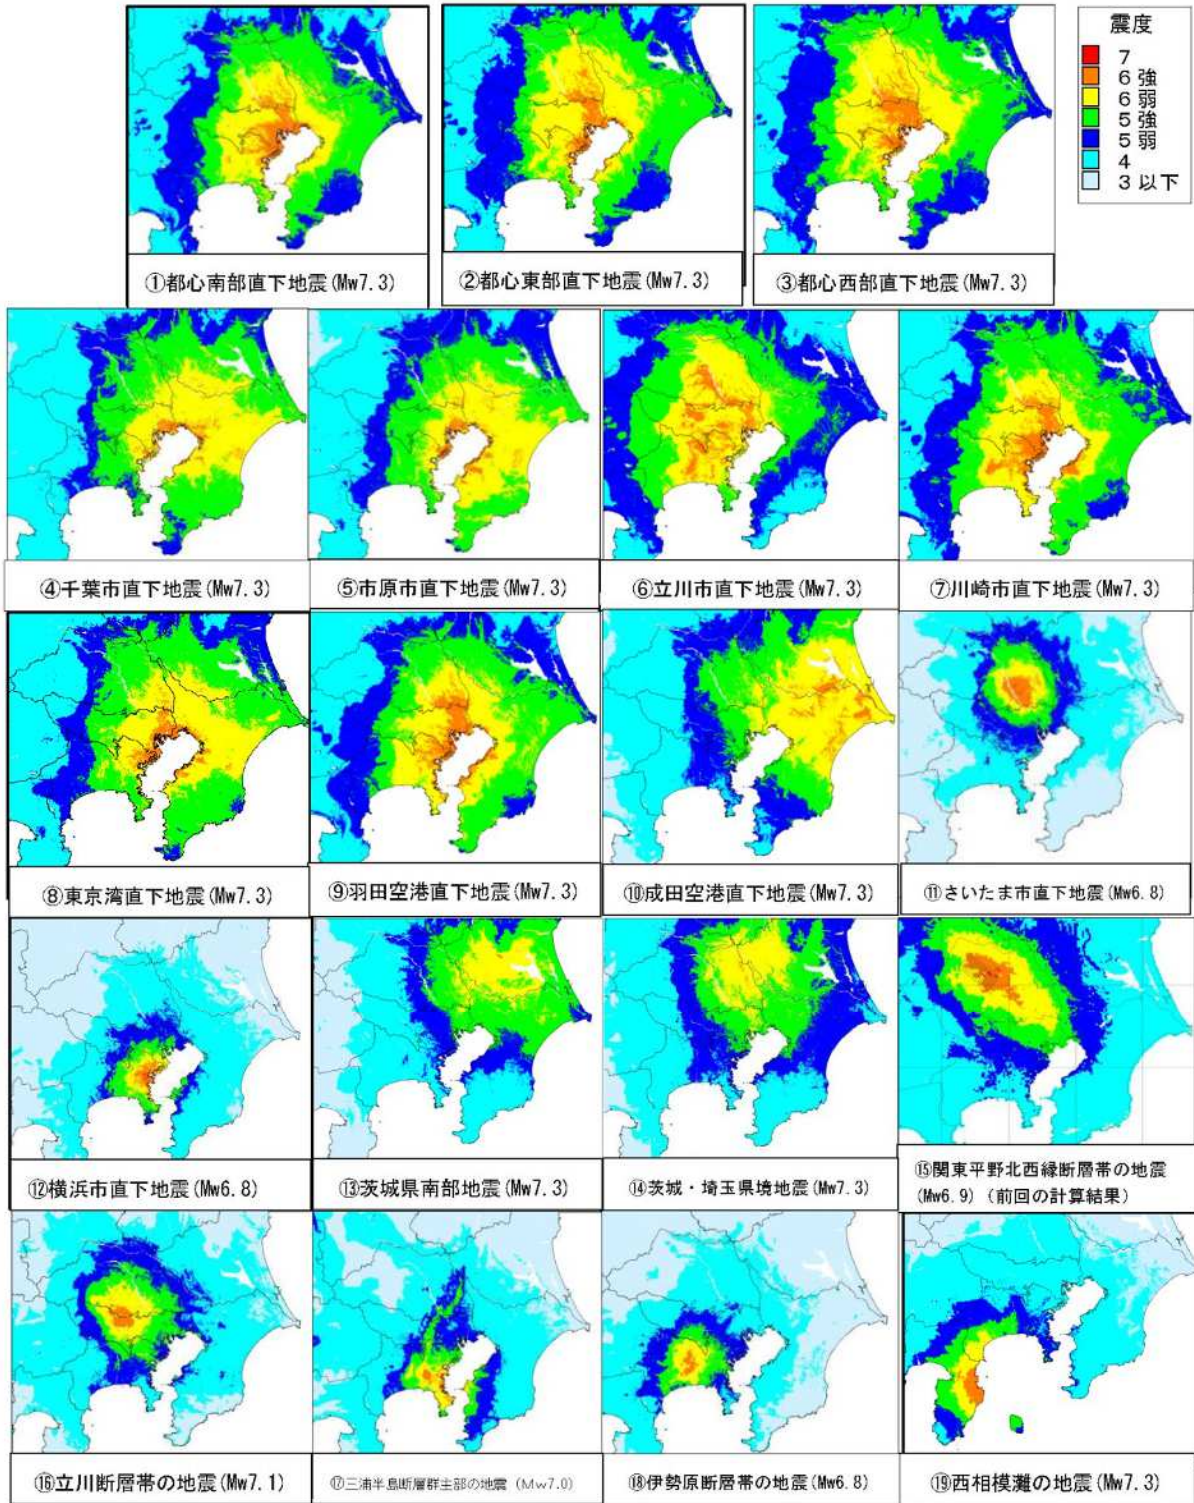 震度
7
6強
6弱
5強
5弱
4
3以下
①都心南部直下地震(Mw7.3)
②都心東部直下地震(Mw7.3)
③都心西部直下地震(Mw7.3)
④千葉市直下地震(Mw7.3)
⑤市原市直下地震(Mw7.3)
⑥立川市直下地震(Mw7.3)
⑦川崎市直下地震(Mw7.3)
⑧東京湾直下地震(Mw7.3)
⑨羽田空港直下地震(Mw7.3)
⑩成田空港直下地震(Mw7.3)
⑪さいたま市直下地震(Mw6.8)
⑫横浜市直下地震(Mw6.8)
⑬茨城県南部地震(Mw7.3)
⑭茨城・埼玉県境地震(Mw7.3)
⑮関東平野北西縁断層帯の地震
(Mw6.9)(前回の計算結果)
⑯立川断層帯の地震(Mw7.1)
⑰三浦半島断層群主部の地震(Mw7.0)
⑱伊勢原断層帯の地震(Mw6.8)
⑲西相模灘の地震(Mw7.3)